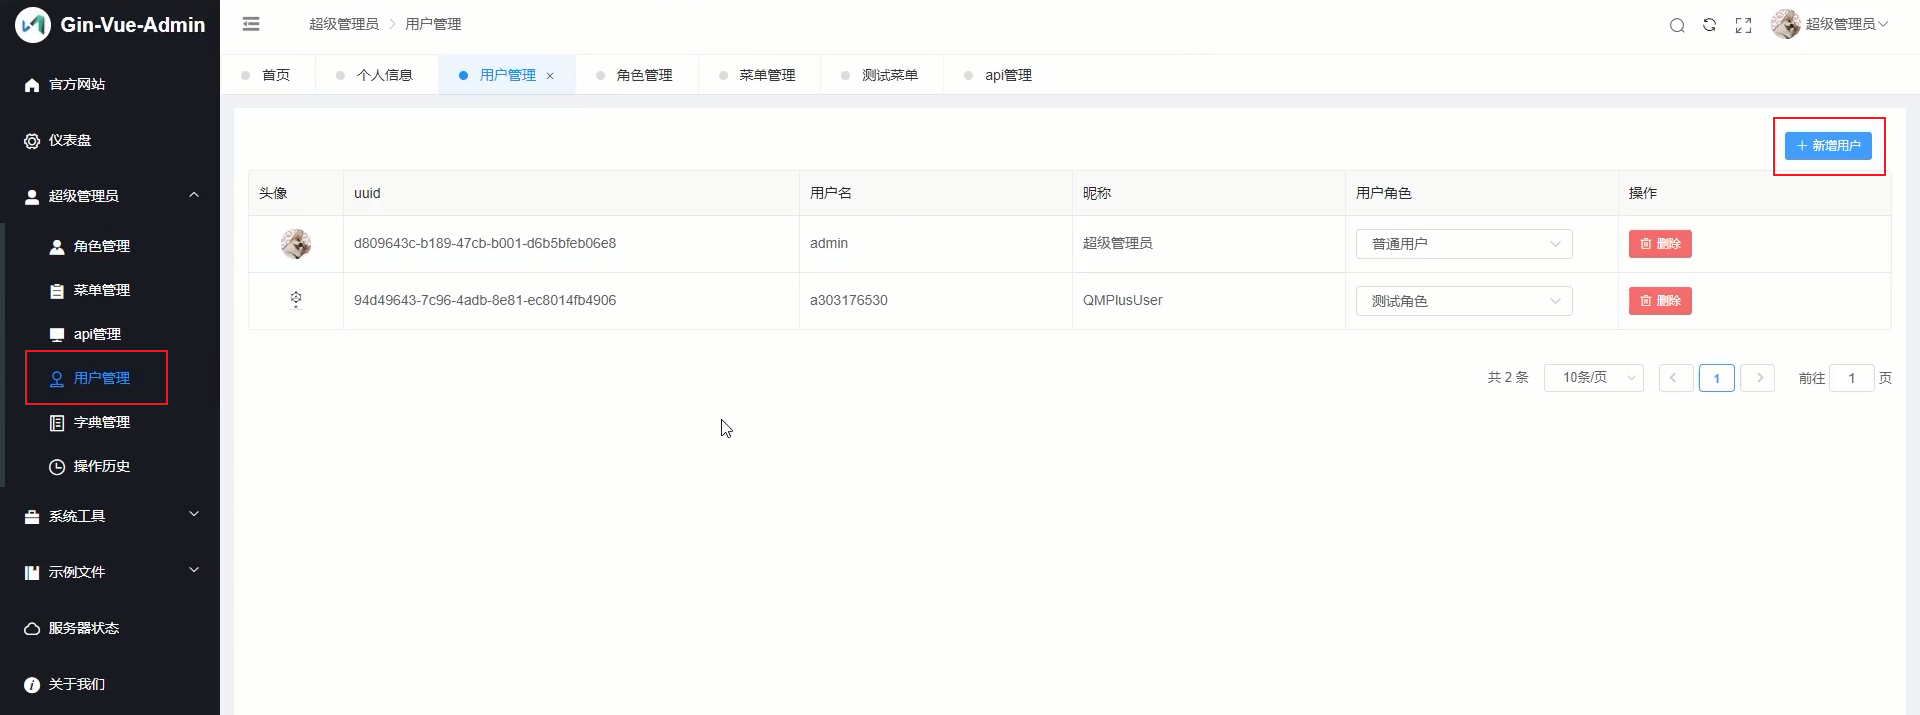 Gin-Vue-Admin
超级管理员 > 用户管理
超级管理员
首页
个人信息
用户管理 ×
角色管理
菜单管理
测试菜单
api管理
官方网站
仪表盘
超级管理员
角色管理
菜单管理
api管理
用户管理
字典管理
操作历史
系统工具
示例文件
服务器状态
关于我们
+ 新增用户
头像 uuid 用户名 昵称 用户角色 操作
d809643c-b189-47cb-b001-d6b5bfeb06e8 admin 超级管理员 普通用户 删除
94d49643-7c96-4adb-8e81-ec8014fb4906 a303176530 QMPlusUser 测试角色 删除
共 2 条 10条/页 < 1 > 前往 1 页